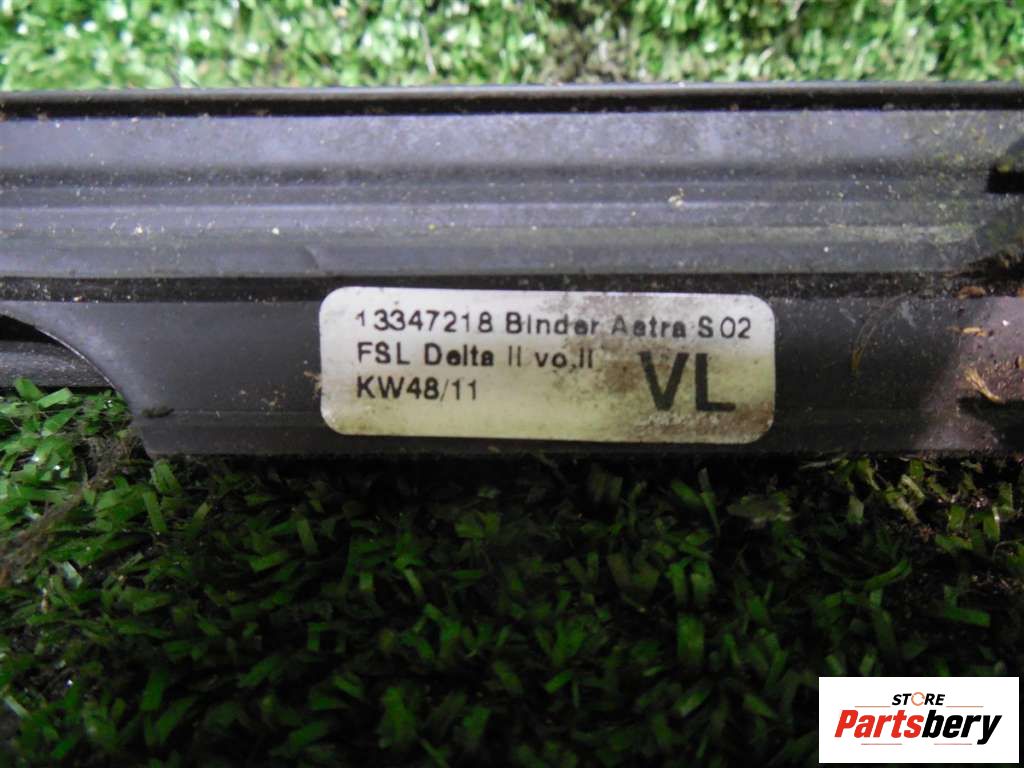 13347218 Binder Astra S 02
FSL Delta II vo.li
KW48/11
VL
STORE
Partsbery